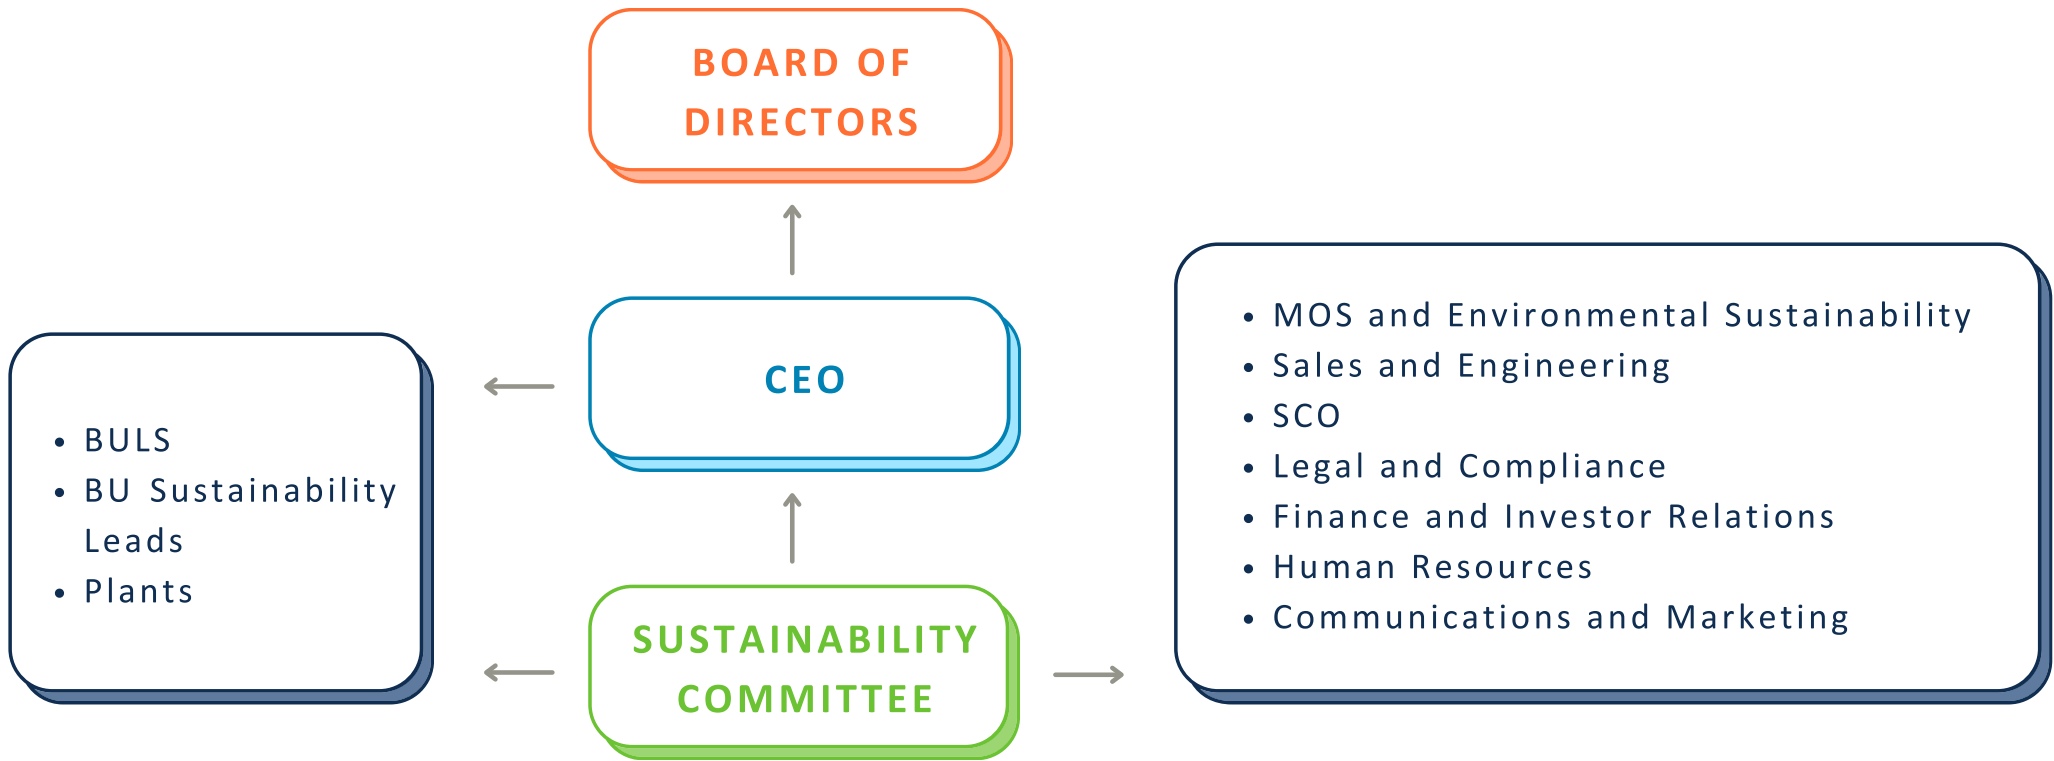 BOARD OF
DIRECTORS
CEO
SUSTAINABILITY
COMMITTEE
• BULS
• BU Sustainability
Leads
• Plants
• MOS and Environmental Sustainability
• Sales and Engineering
• SCO
• Legal and Compliance
• Finance and Investor Relations
• Human Resources
• Communications and Marketing